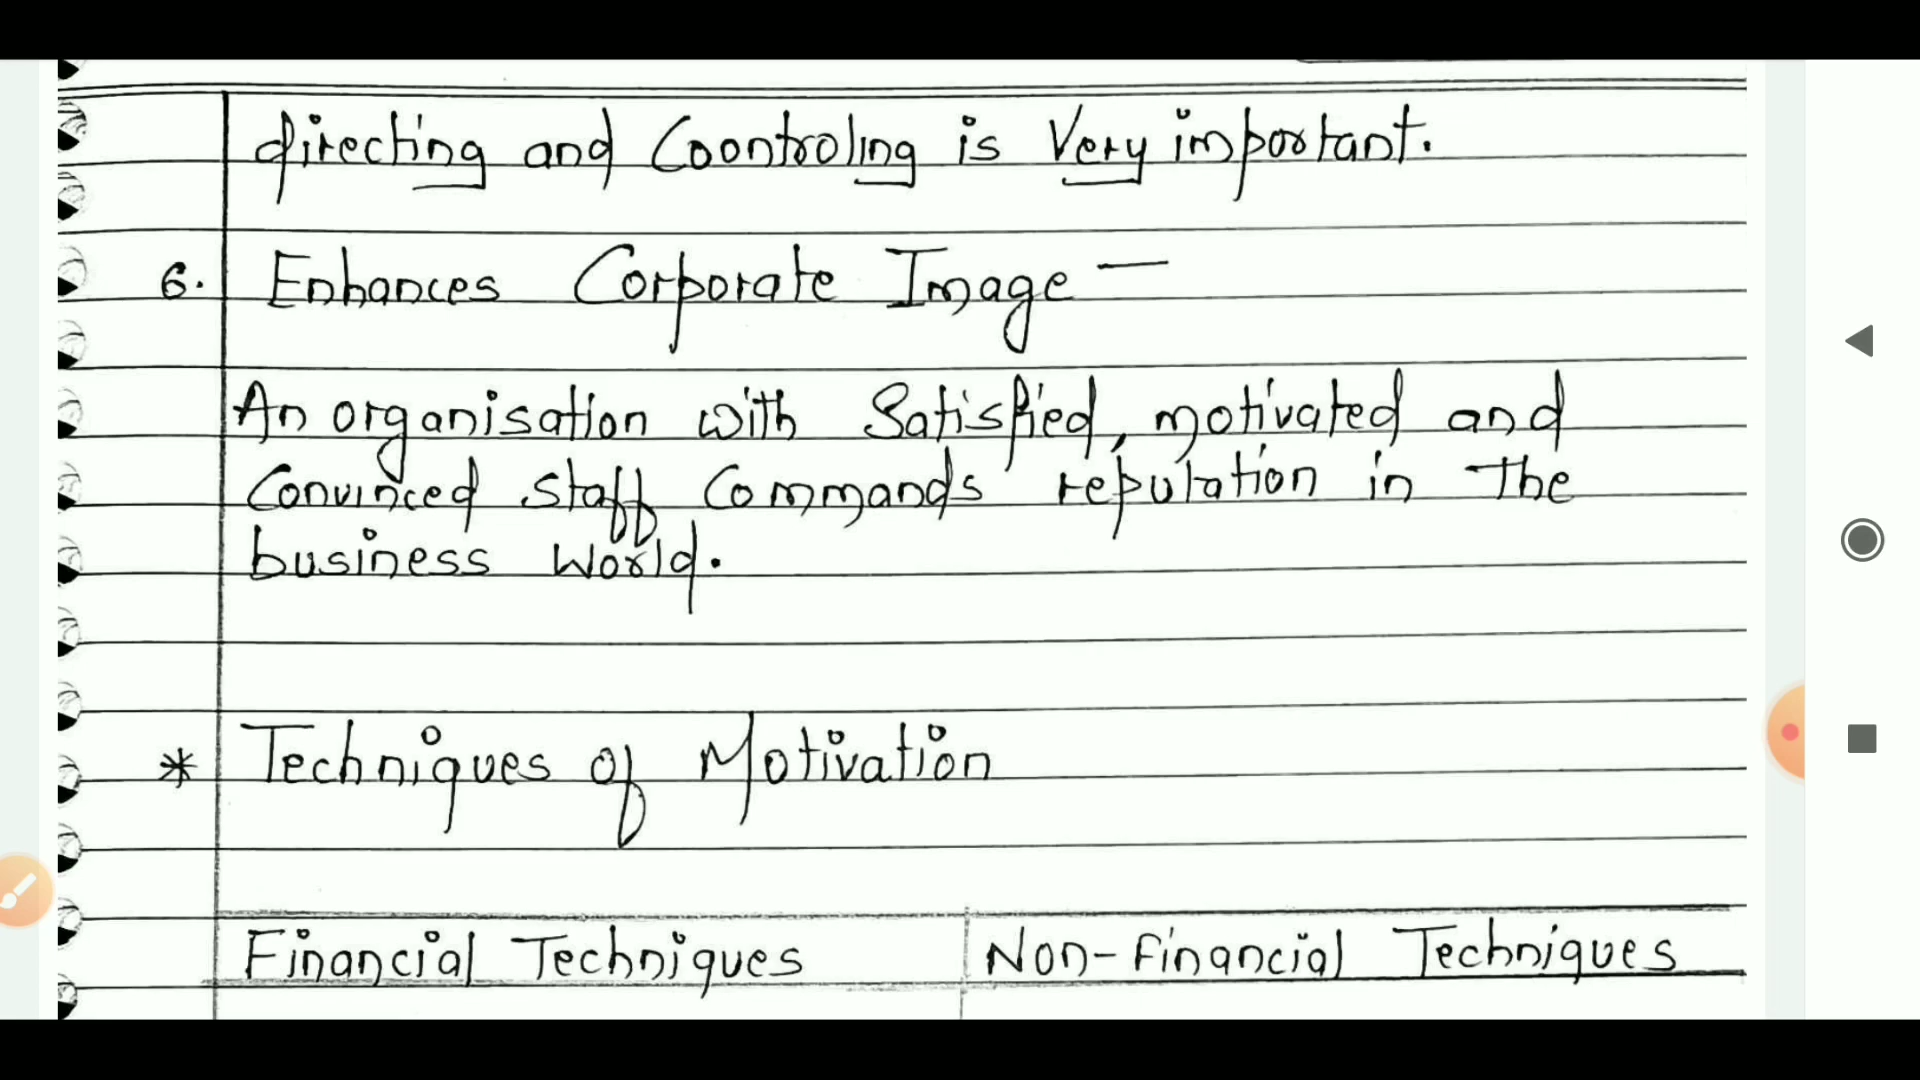 directing and Coontroling is Very important.
6. Enhances Corporate Image —
An organisation with Satisfied, motivated and
Convinced staff Commands reputation in The
business World.
* Techniques of Motivation
Financial Techniques Non-Financial Techniques